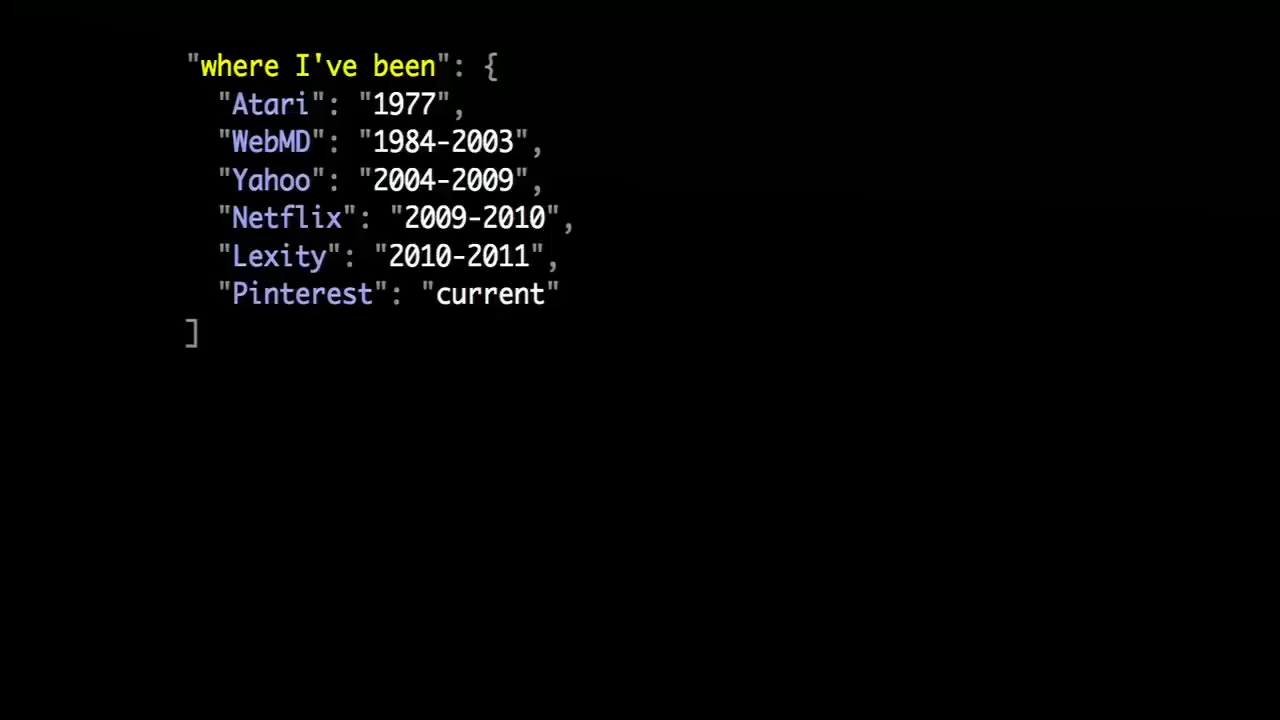 "where I've been": {
"Atari": "1977",
"WebMD": "1984-2003",
"Yahoo": "2004-2009",
"Netflix": "2009-2010",
"Lexity": "2010-2011",
"Pinterest": "current"
]